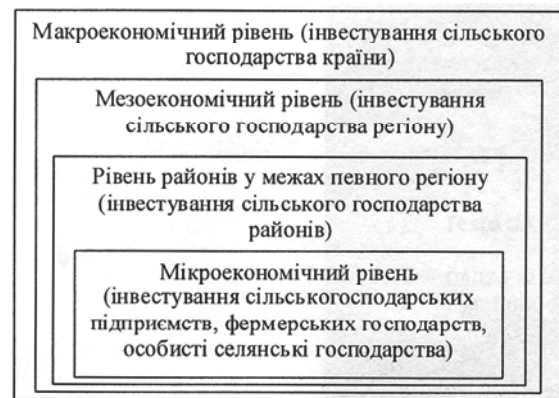 Макроекономічний рівень (інвестування сільського
господарства країни)
Мезоекономічний рівень (інвестування
сільського господарства регіону)
Рівень районів у межах певного регіону
(інвестування сільського господарства
районів)
Мікроекономічний рівень
(інвестування сільськогосподарських
підприємств, фермерських господарств,
особисті селянські господарства)